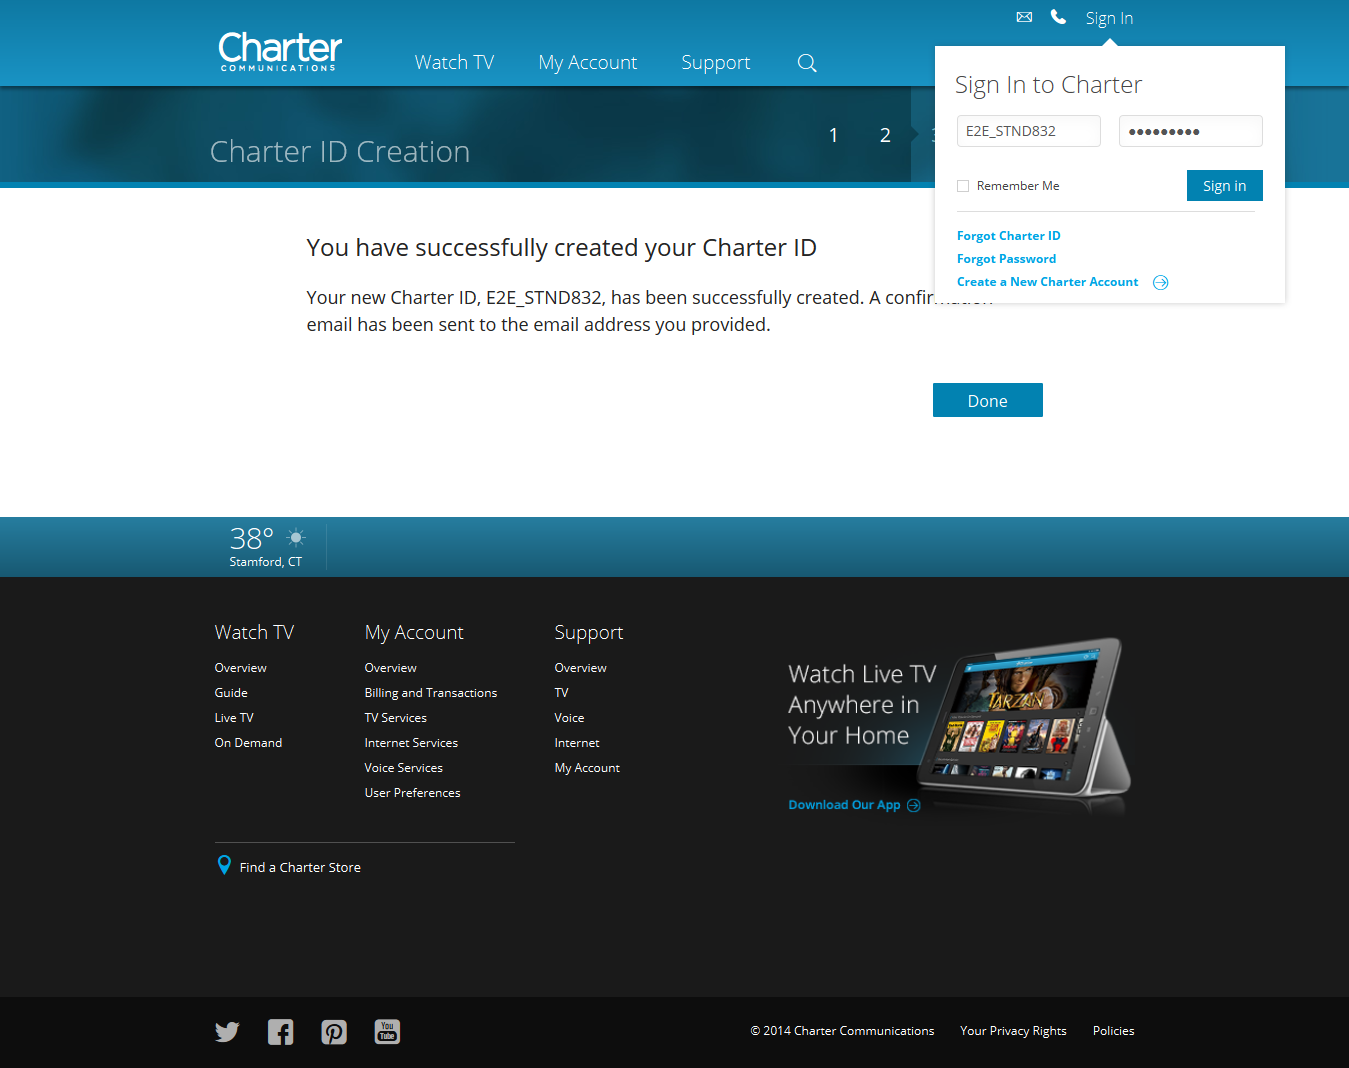 Sign In
Charter
COMMUNICATIONS
Watch TV
My Account
Support
Sign In to Charter
E2E_STND832
•••••••••
Remember Me
Sign in
Forgot Charter ID
Forgot Password
Create a New Charter Account
Charter ID Creation
1
2
You have successfully created your Charter ID
Your new Charter ID, E2E_STND832, has been successfully created. A confirmation
email has been sent to the email address you provided.
Done
38°
Stamford, CT
Watch TV
Overview
Guide
Live TV
On Demand
My Account
Overview
Billing and Transactions
TV Services
Internet Services
Voice Services
User Preferences
Support
Overview
TV
Voice
Internet
My Account
Watch Live TV
Anywhere in
Your Home
TARZAN
Download Our App
Find a Charter Store
You
Tube
© 2014 Charter Communications
Your Privacy Rights
Policies